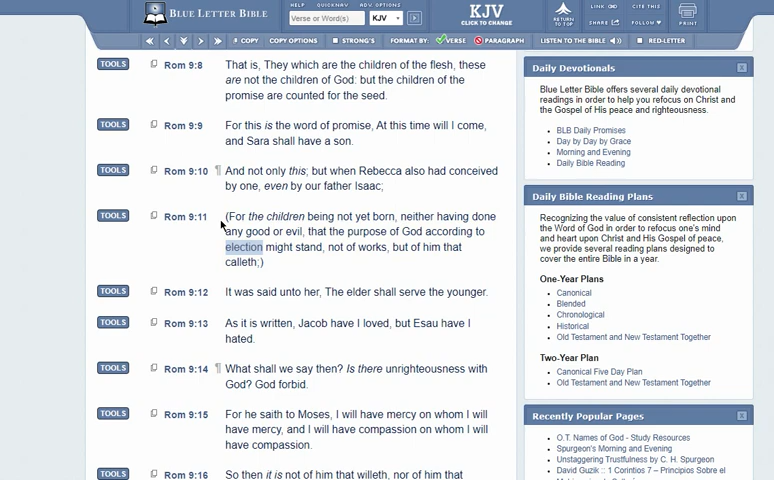 BLUE LETTER BIBLE
HELP QUICKNAV ADV. OPTIONS
Verse or Word(s)
KJV
KJV
CLICK TO CHANGE
RETURN
TO TOP
LINK
CITE THIS
SHARE
FOLLOW
PRINT
COPY COPY OPTIONS STRONG'S FORMAT BY: VERSE PARAGRAPH LISTEN TO THE BIBLE RED-LETTER
TOOLS Rom 9:8 That is, They which are the children of the flesh, these
are not the children of God: but the children of the
promise are counted for the seed.
TOOLS Rom 9:9 For this is the word of promise, At this time will I come,
and Sara shall have a son.
TOOLS Rom 9:10 ¶ And not only this; but when Rebecca also had conceived
by one, even by our father Isaac;
TOOLS Rom 9:11 (For the children being not yet born, neither having done
any good or evil, that the purpose of God according to
election might stand, not of works, but of him that
calleth;)
TOOLS Rom 9:12 It was said unto her, The elder shall serve the younger.
TOOLS Rom 9:13 As it is written, Jacob have I loved, but Esau have I
hated.
TOOLS Rom 9:14 ¶ What shall we say then? Is there unrighteousness with
God? God forbid.
TOOLS Rom 9:15 For he saith to Moses, I will have mercy on whom I will
have mercy, and I will have compassion on whom I will
have compassion.
TOOLS Rom 9:16 So then it is not of him that willeth, nor of him that
Daily Devotionals
Blue Letter Bible offers several daily devotional
readings in order to help you refocus on Christ and
the Gospel of His peace and righteousness.
• BLB Daily Promises
• Day by Day by Grace
• Morning and Evening
• Daily Bible Reading
Daily Bible Reading Plans
Recognizing the value of consistent reflection upon
the Word of God in order to refocus one's
mind and heart upon Christ and His Gospel of peace,
we provide several reading plans designed to
cover the entire Bible in a year.
One-Year Plans
• Canonical
• Blended
• Chronological
• Historical
• Old Testament and New Testament Together
Two-Year Plan
• Canonical Five Day Plan
• Old Testament and New Testament Together
Recently Popular Pages
• O.T. Names of God - Study Resources
• Spurgeon's Morning and Evening
• Unstaggering Trustfulness by C. H. Spurgeon
• David Guzik :: 1 Corintios 7 – Principios Sobre el